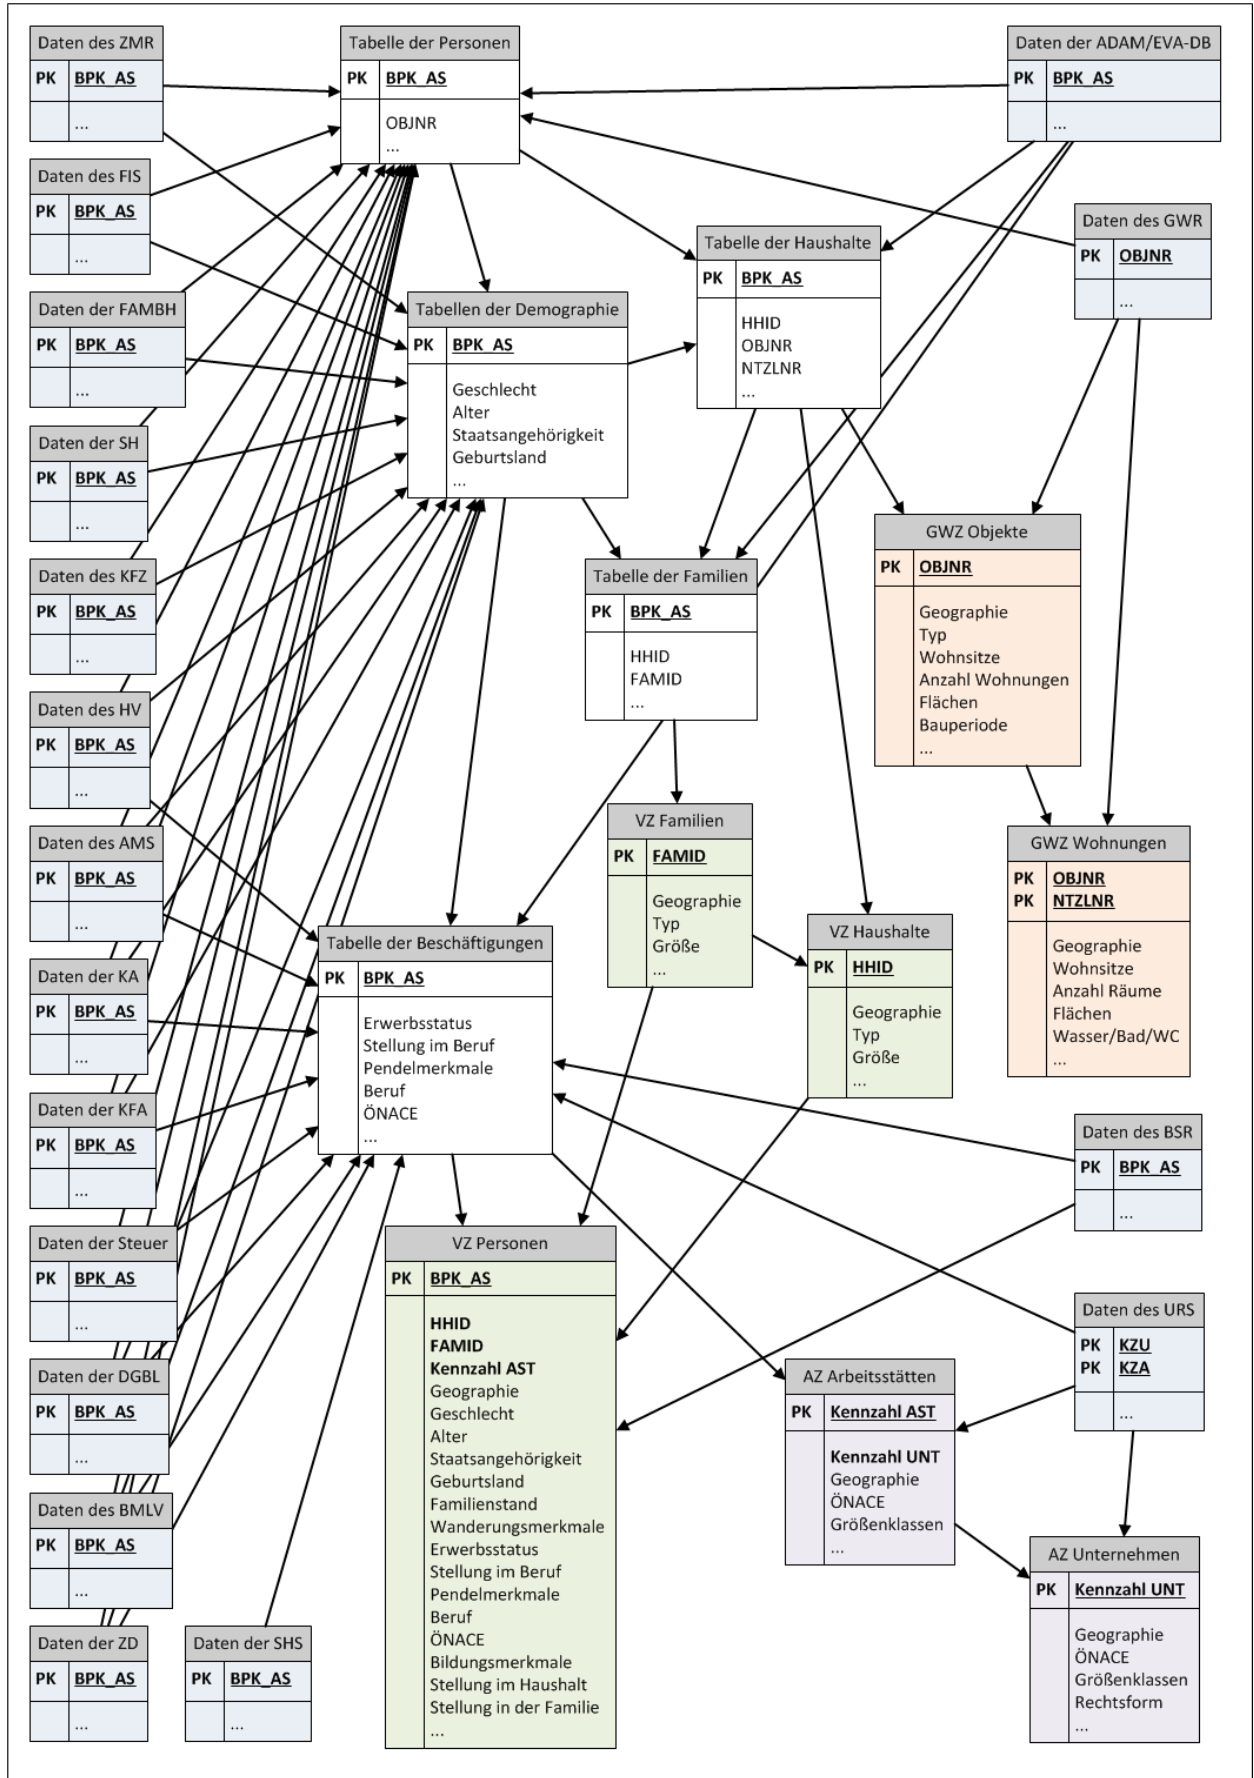 Daten des ZMR
PK BPK_AS
...
Tabelle der Personen
PK BPK_AS
OBJNR
...
Daten der ADAM/EVA-DB
PK BPK_AS
...
Daten des FIS
PK BPK_AS
...
Daten des GWR
PK OBJNR
...
Tabelle der Haushalte
PK BPK_AS
HHID
OBJNR
NTZLNR
...
Daten der FAMBH
PK BPK_AS
...
Tabellen der Demographie
PK BPK_AS
Geschlecht
Alter
Staatsangehörigkeit
Geburtsland
...
Daten der SH
PK BPK_AS
...
GWZ Objekte
PK OBJNR
Geographie
Typ
Wohnsitze
Anzahl Wohnungen
Flächen
Bauperiode
...
Daten des KFZ
PK BPK_AS
...
Tabelle der Familien
PK BPK_AS
HHID
FAMID
...
Daten des HV
PK BPK_AS
...
VZ Familien
PK FAMID
Geographie
Typ
Größe
...
Daten des AMS
PK BPK_AS
...
GWZ Wohnungen
PK OBJNR
PK NTZLNR
Geographie
Wohnsitze
Anzahl Räume
Flächen
Wasser/Bad/WC
...
VZ Haushalte
PK HHID
Geographie
Typ
Größe
...
Tabelle der Beschäftigungen
PK BPK_AS
Erwerbsstatus
Stellung im Beruf
Pendelmerkmale
Beruf
ÖNACE
...
Daten der KA
PK BPK_AS
...
Daten der KFA
PK BPK_AS
...
Daten des BSR
PK BPK_AS
...
Daten der Steuer
PK BPK_AS
...
VZ Personen
PK BPK_AS
HHID
FAMID
Kennzahl AST
Geographie
Geschlecht
Alter
Staatsangehörigkeit
Geburtsland
Familienstand
Wanderungsmerkmale
Erwerbsstatus
Stellung im Beruf
Pendelmerkmale
Beruf
ÖNACE
Bildungsmerkmale
Stellung im Haushalt
Stellung in der Familie
...
Daten des URS
PK KZU
PK KZA
...
Daten der DGBL
PK BPK_AS
...
AZ Arbeitsstätten
PK Kennzahl AST
Kennzahl UNT
Geographie
ÖNACE
Größenklassen
...
Daten des BMLV
PK BPK_AS
...
AZ Unternehmen
PK Kennzahl UNT
Geographie
ÖNACE
Größenklassen
Rechtsform
...
Daten der ZD
PK BPK_AS
...
Daten der SHS
PK BPK_AS
...